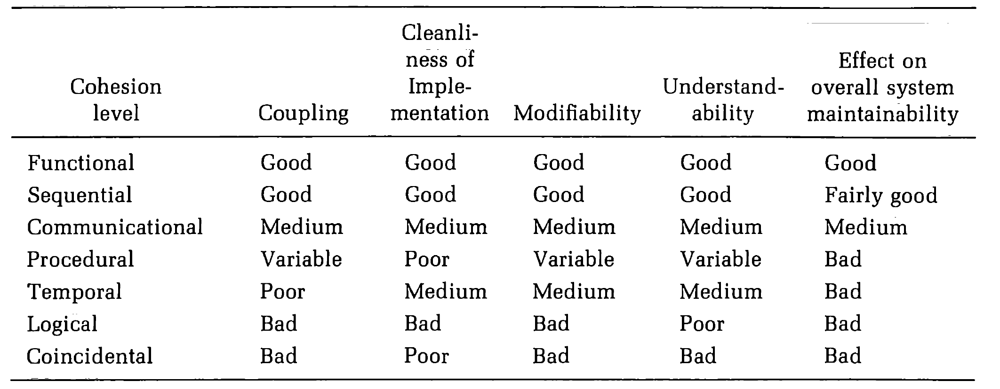 Cleanli-
ness of Effect on
Cohesion Imple- Understand- overall system
level Coupling mentation Modifiability ability maintainability
Functional Good Good Good Good Good
Sequential Good Good Good Good Fairly good
Communicational Medium Medium Medium Medium Medium
Procedural Variable Poor Variable Variable Bad
Temporal Poor Medium Medium Medium Bad
Logical Bad Bad Bad Poor Bad
Coincidental Bad Poor Bad Bad Bad